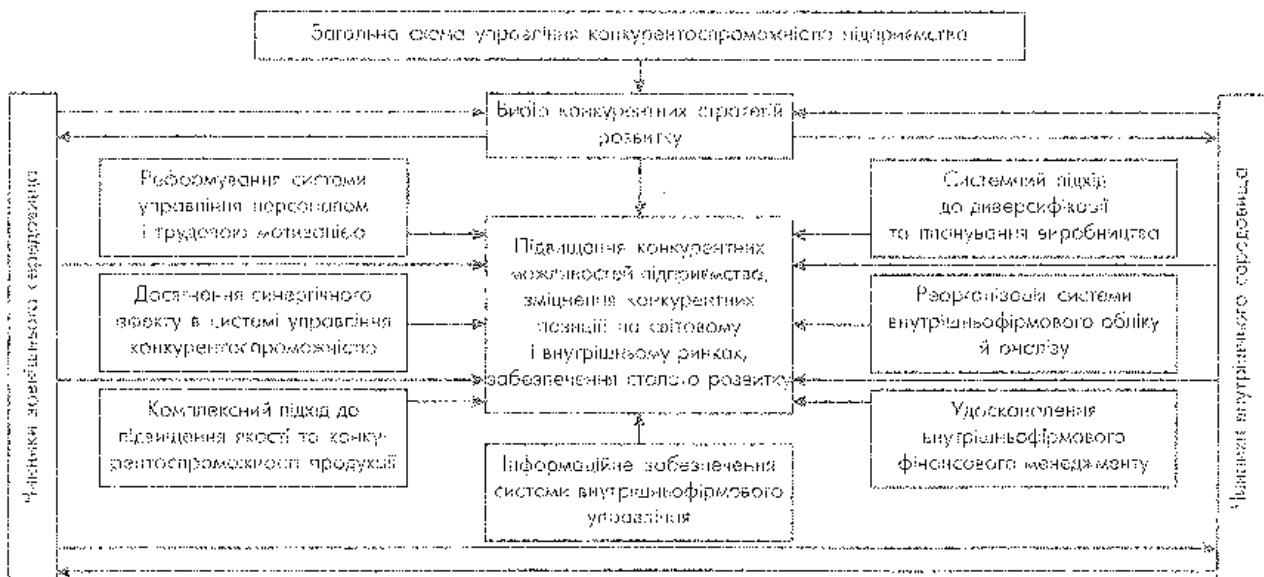 Загальна схема управління конкурентоспроможністю підприємства
Вибір конкурентних стратегій
розвитку
Чинники зовнішнього середовища
Реформування системи
управління персоналом
і трудовою мотивацією
Досягнення синергічного
ефекту в системі управління
конкурентоспроможністю
Комплексний підхід до
підвищення якості та конку-
рентоспроможності продукції
Підвищення конкурентних
можливостей підприємства,
зміцнення конкурентних
позицій на світовому
і внутрішньому ринках,
забезпечення сталого розвитку
Інформаційне забезпечення
системи внутрішньофірмового
управління
Системний підхід
до диверсифікації
та планування виробництва
Реорганізація системи
внутрішньофірмового обліку
й аналізу
Удосконалення
внутрішньофірмового
фінансового менеджменту
Чинники внутрішнього середовища